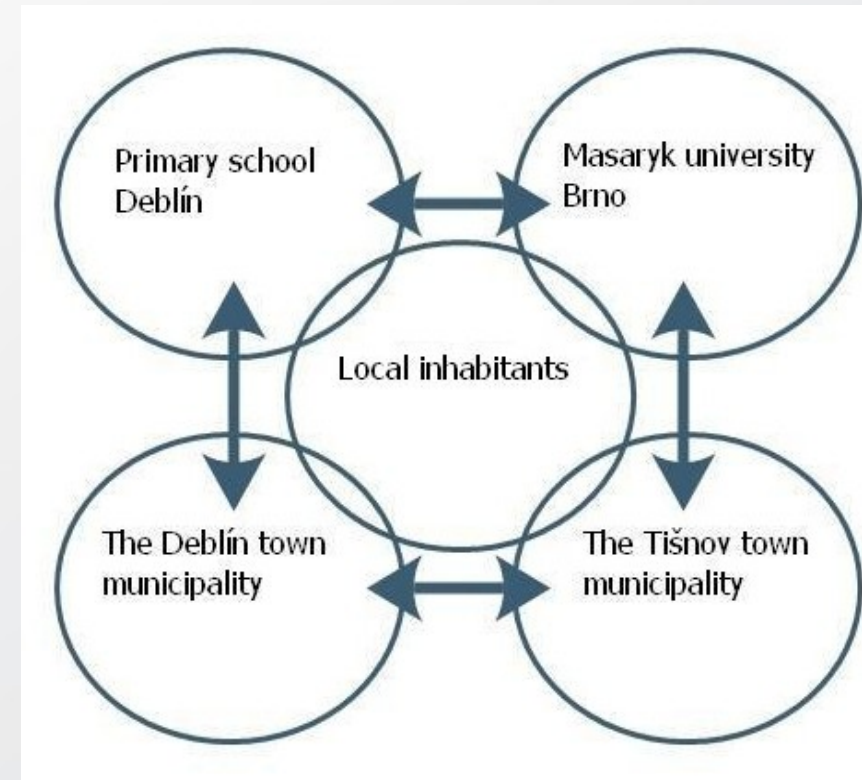 Primary school
Deblín
Masaryk university
Brno
Local inhabitants
The Deblín town
municipality
The Tišnov town
municipality